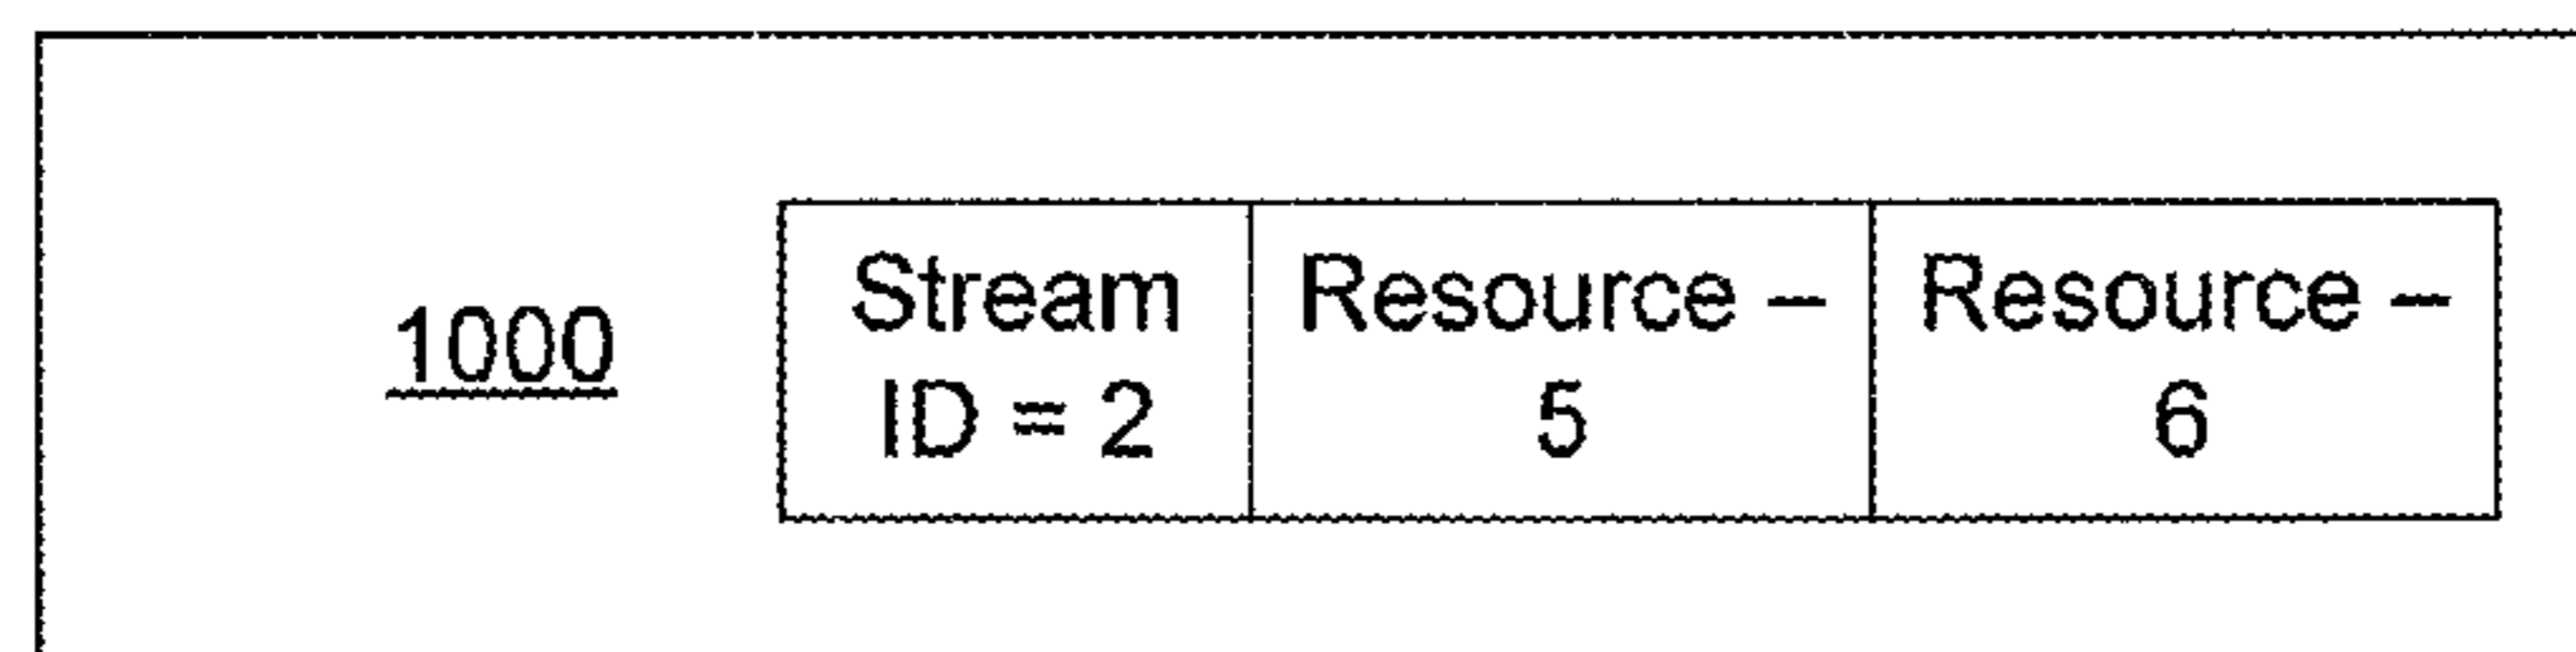 1000
Stream
ID = 2
Resource –
5
Resource –
6